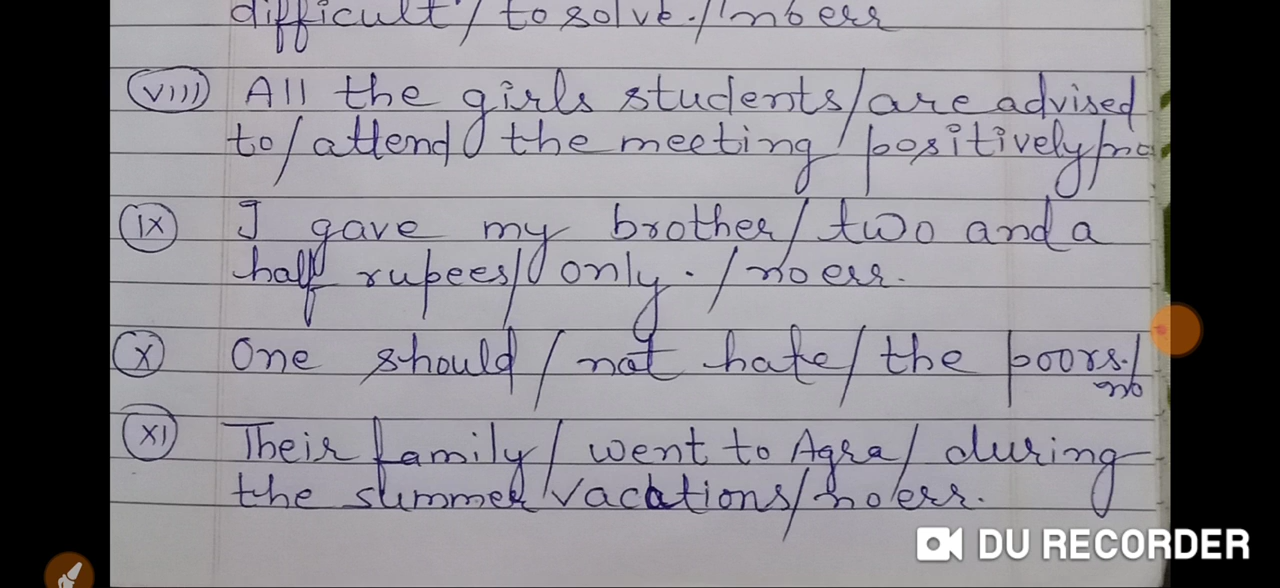 difficult / to solve. / no err
(viii) All the girls students / are advised
to / attend the meeting / positively / no
(ix) I gave my brother / two and a
half rupees / only. / no err.
(x) One should / not hate / the poors. /
no
(xi) Their family / went to Agra / during
the summer vacations / no err.
DU RECORDER